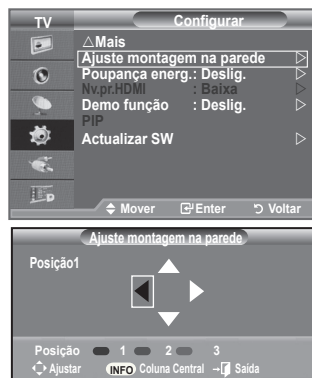 TV
Configurar
△Mais
Ajuste montagem na parede
Poupança energ.: Deslig.
Nv.pr.HDMI : Baixa
Demo função : Deslig.
PIP
Actualizar SW
Mover Enter Voltar
Ajuste montagem na parede
Posição1
Posição 1 2 3
Ajustar INFO Coluna Central Saída